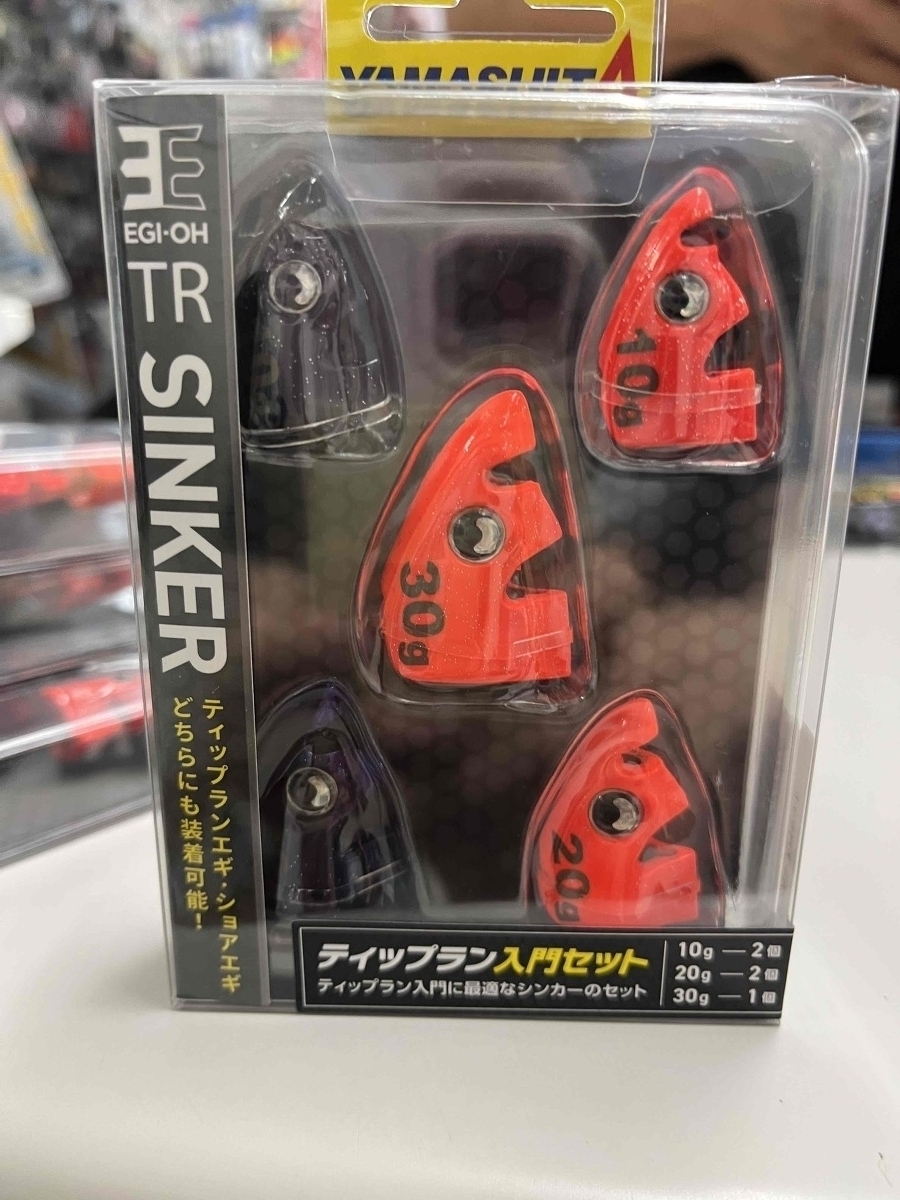 YAMASHITA
EGI-OH
TR SINKER
ティップランエギ・ショアエギ
どちらにも装着可能！
10g
30g
20g
ティップラン入門セット
ティップラン入門に最適なシンカーのセット
10g — 2個
20g — 2個
30g — 1個